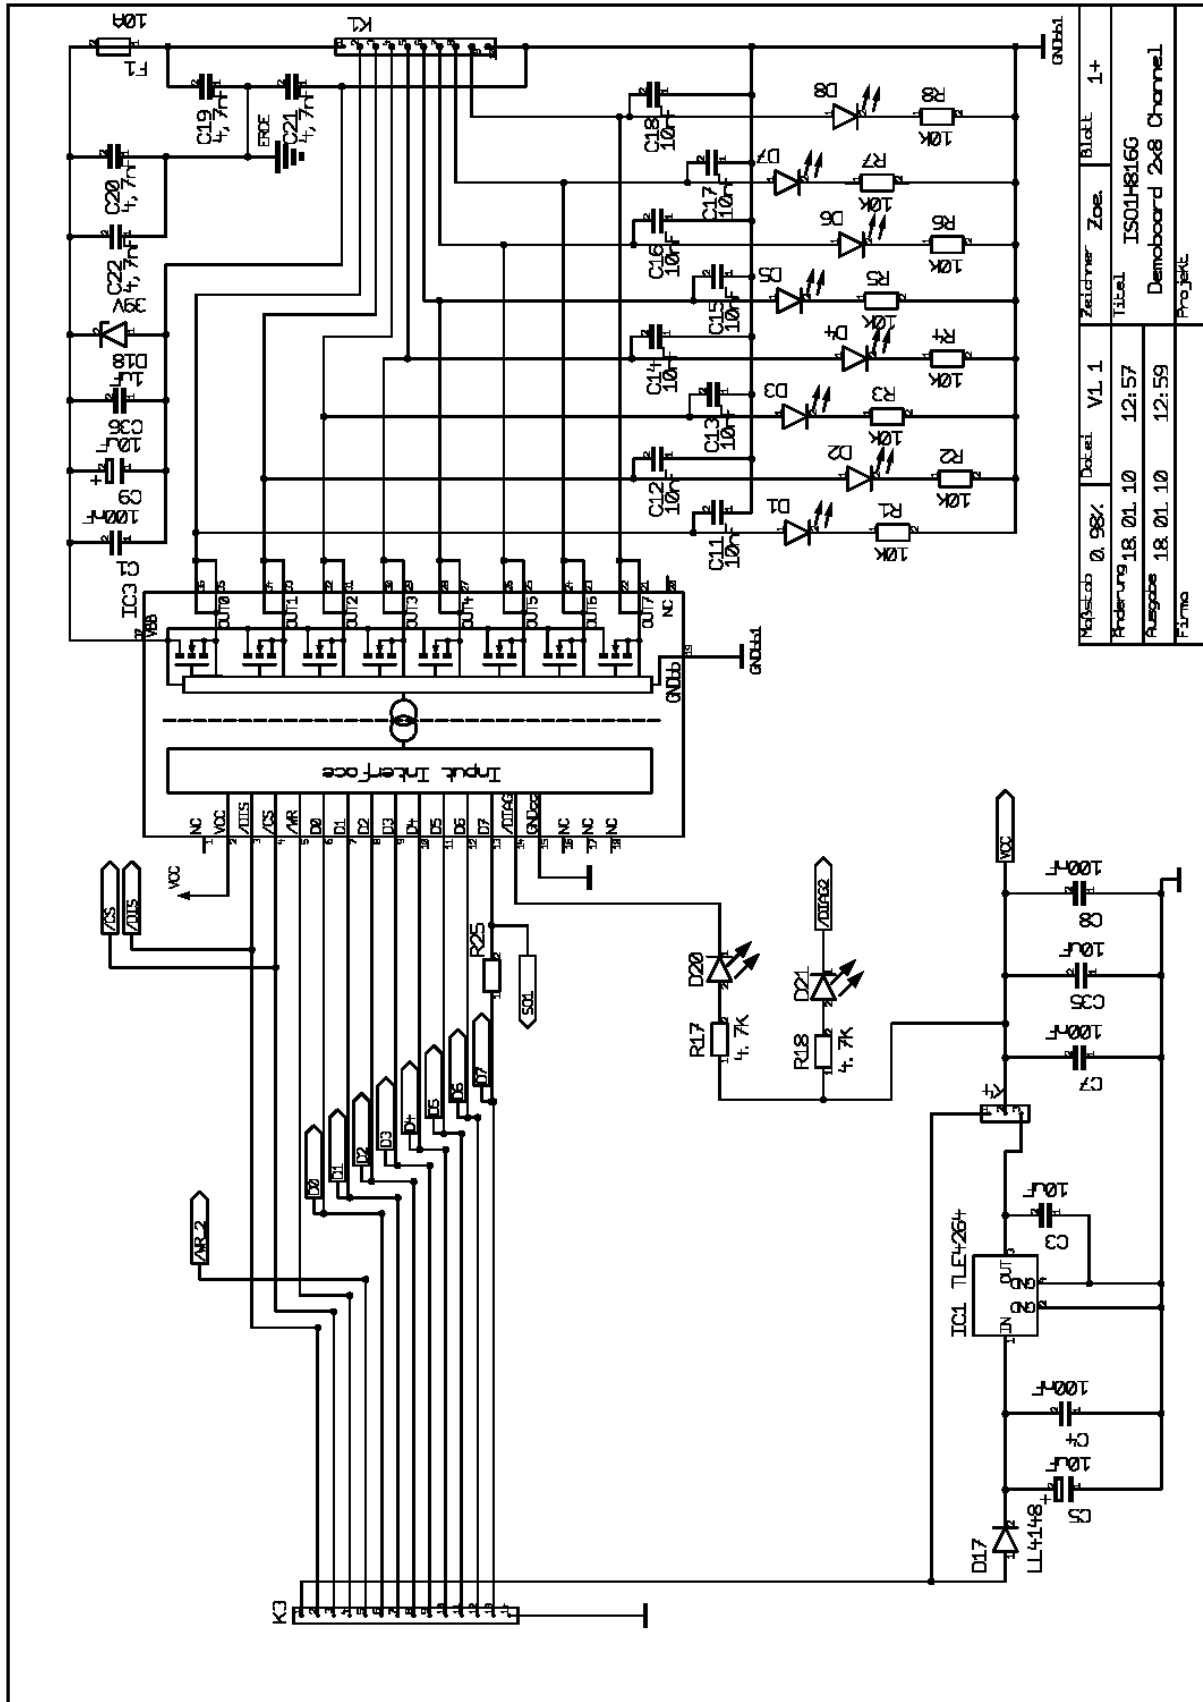 10A
F1
K1
C19
4,7nF
ERDE
C21
4,7nF
C20
4,7nF
C22
4,7nF
39V
D18
1uF
C36
10uF
C9
100nF
C1
C18
10nF
C17
10nF
C16
10nF
C15
10nF
C14
10nF
C13
10nF
C12
10nF
C11
10nF
D8
D7
D6
D5
D4
D3
D2
D1
R8
10k
R7
10k
R6
10k
R5
10k
R4
10k
R3
10k
R2
10k
R1
10k
GNDbb1
IC3
VBB
OUT0
OUT1
OUT2
OUT3
OUT4
OUT5
OUT6
OUT7
NC
GNDbb
GNDbb1
Input Interface
NC
VCC
/DIS
/CS
/WR
D0
D1
D2
D3
D4
D5
D6
D7
/DIAG
GNDcc
NC
NC
NC
VCC
/CS
/DIS
R25
SO1
D20
R17
4.7K
/DIAG2
D21
R18
4.7K
D0
D1
D2
D3
D4
D5
D6
D7
/WR_2
K3
VCC
100nF
C8
10uF
C35
100nF
C7
K4
10uF
C3
IC1 TLE4264
IN
OUT
GND
GND
100nF
C4
10uF
C5
D17
LL4148
Maßstab 0.98%
Datei V1.1
Zeichner Zoe.
Blatt 1+
Änderung 18.01.10 12:57
Ausgabe 18.01.10 12:59
Titel ISO1H816G
Demoboard 2x8 Channel
Firma
Projekt